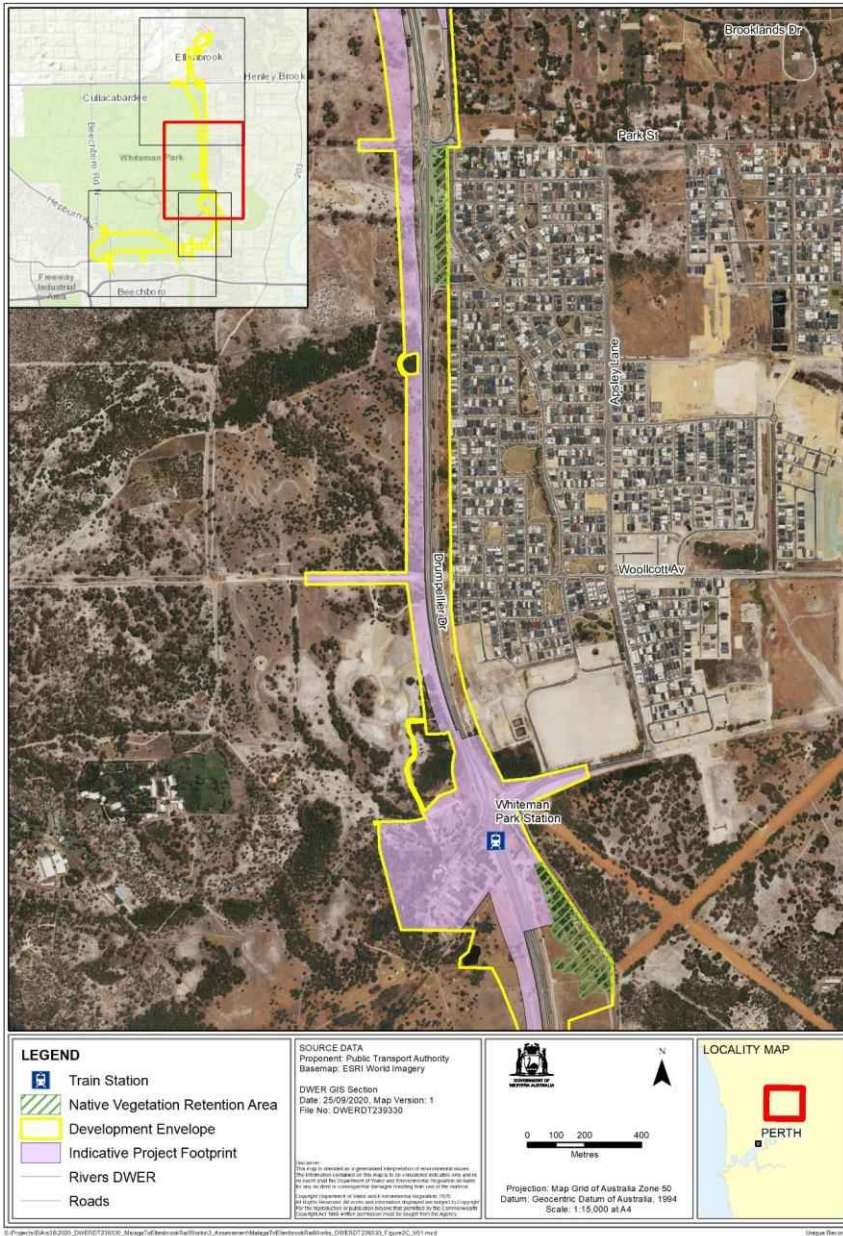 Ellenbrook
Henley Brook
Cullacabardee
Beechboro Rd N
Whiteman Park
Hepburn Ave
Freeway
Industrial
Area
Beechboro
Brooklands Dr
Park St
Apsley Lane
Woollcott Av
Drumpellier Dr
Whiteman
Park Station
LEGEND
Train Station
Native Vegetation Retention Area
Development Envelope
Indicative Project Footprint
Rivers DWER
Roads
SOURCE DATA
Proponent: Public Transport Authority
Basemap: ESRI World Imagery
DWER GIS Section
Date: 25/09/2020, Map Version: 1
File No: DWERDT239330
GOVERNMENT OF
WESTERN AUSTRALIA
N
0 100 200 400
Metres
Projection: Map Grid of Australia Zone 50
Datum: Geocentric Datum of Australia, 1994
Scale: 1:15,000 at A4
LOCALITY MAP
PERTH